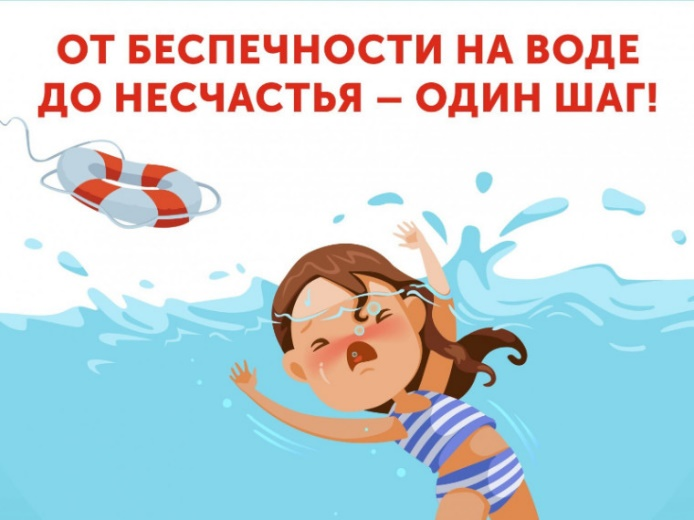 ОТ БЕСПЕЧНОСТИ НА ВОДЕ
ДО НЕСЧАСТЬЯ – ОДИН ШАГ!